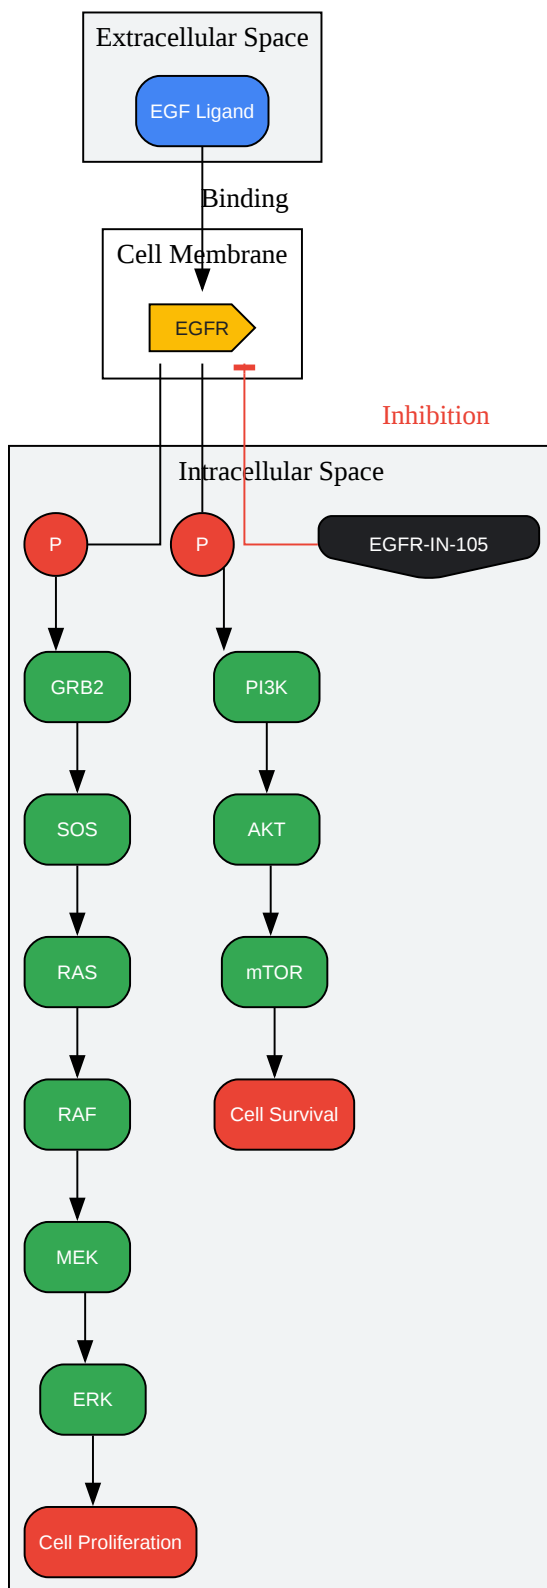 Extracellular Space
EGF Ligand
Binding
Cell Membrane
EGFR
Inhibition
Intracellular Space
P
P
EGFR-IN-105
GRB2
PI3K
SOS
AKT
RAS
mTOR
RAF
Cell Survival
MEK
ERK
Cell Proliferation